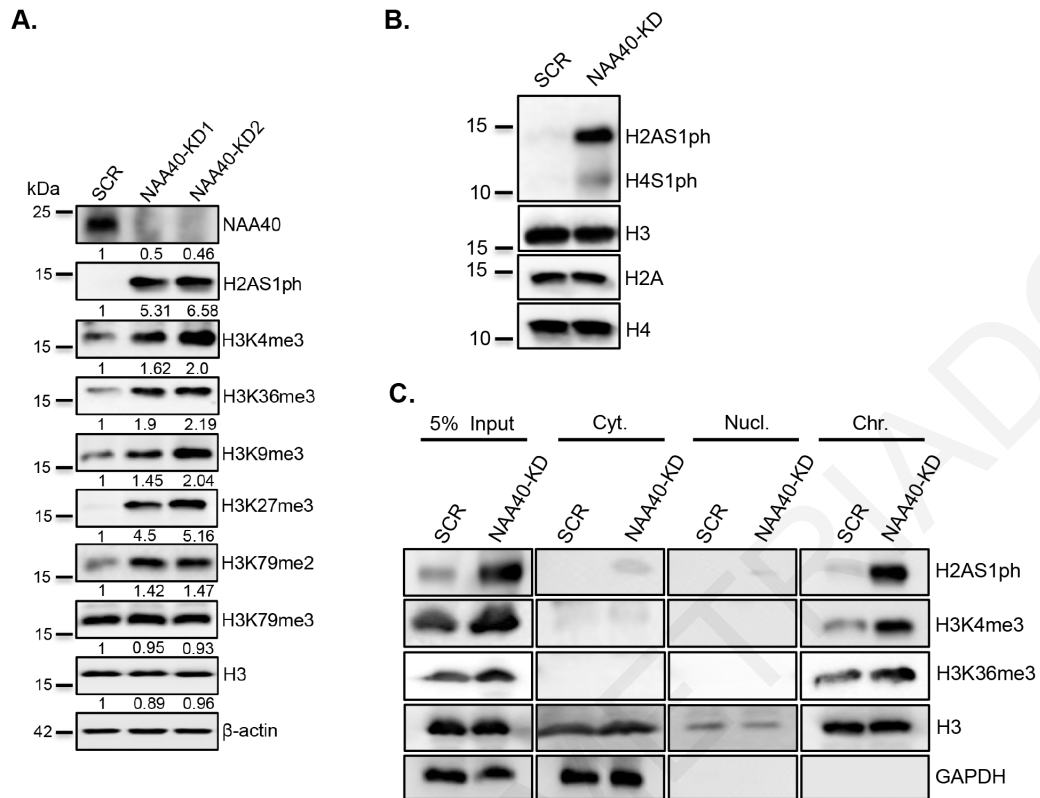 A.
kDa
SCR
NAA40-KD1
NAA40-KD2
25
NAA40
1 0.5 0.46
15
H2AS1ph
1 5.31 6.58
15
H3K4me3
1 1.62 2.0
15
H3K36me3
1 1.9 2.19
15
H3K9me3
1 1.45 2.04
15
H3K27me3
1 4.5 5.16
15
H3K79me2
1 1.42 1.47
15
H3K79me3
1 0.95 0.93
15
H3
1 0.89 0.96
42
β-actin
B.
SCR
NAA40-KD
15
H2AS1ph
H4S1ph
10
H3
15
15
H2A
H4
10
C.
5% Input
Cyt.
Nucl.
Chr.
SCR
NAA40-KD
SCR
NAA40-KD
SCR
NAA40-KD
SCR
NAA40-KD
H2AS1ph
H3K4me3
H3K36me3
H3
GAPDH